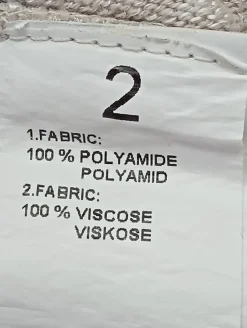 2
1.FABRIC:
100 % POLYAMIDE
POLYAMID
2.FABRIC:
100 % VISCOSE
VISKOSE